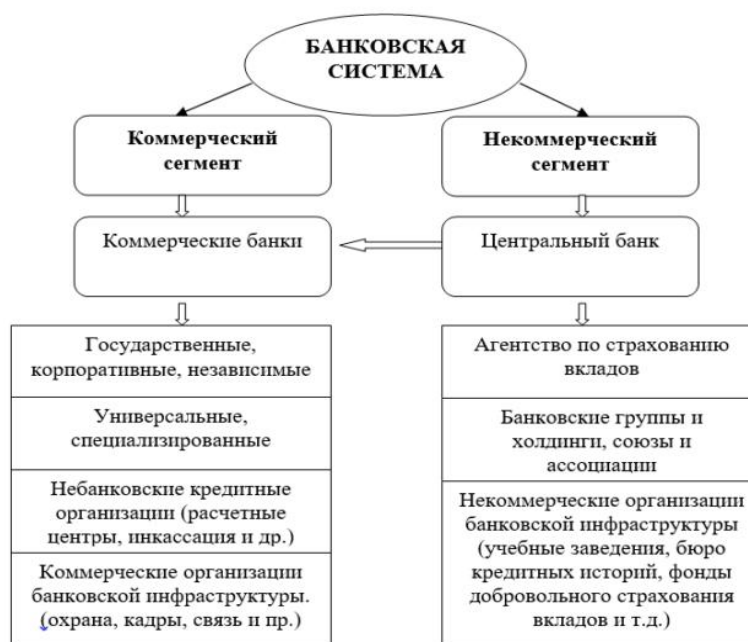 БАНКОВСКАЯ
СИСТЕМА
Коммерческий
сегмент
Некоммерческий
сегмент
Коммерческие банки
Центральный банк
Государственные,
корпоративные, независимые
Универсальные,
специализированные
Небанковские кредитные
организации (расчетные
центры, инкассация и др.)
Коммерческие организации
банковской инфраструктуры.
(охрана, кадры, связь и пр.)
Агентство по страхованию
вкладов
Банковские группы и
холдинги, союзы и
ассоциации
Некоммерческие организации
банковской инфраструктуры
(учебные заведения, бюро
кредитных историй, фонды
добровольного страхования
вкладов и т.д.)